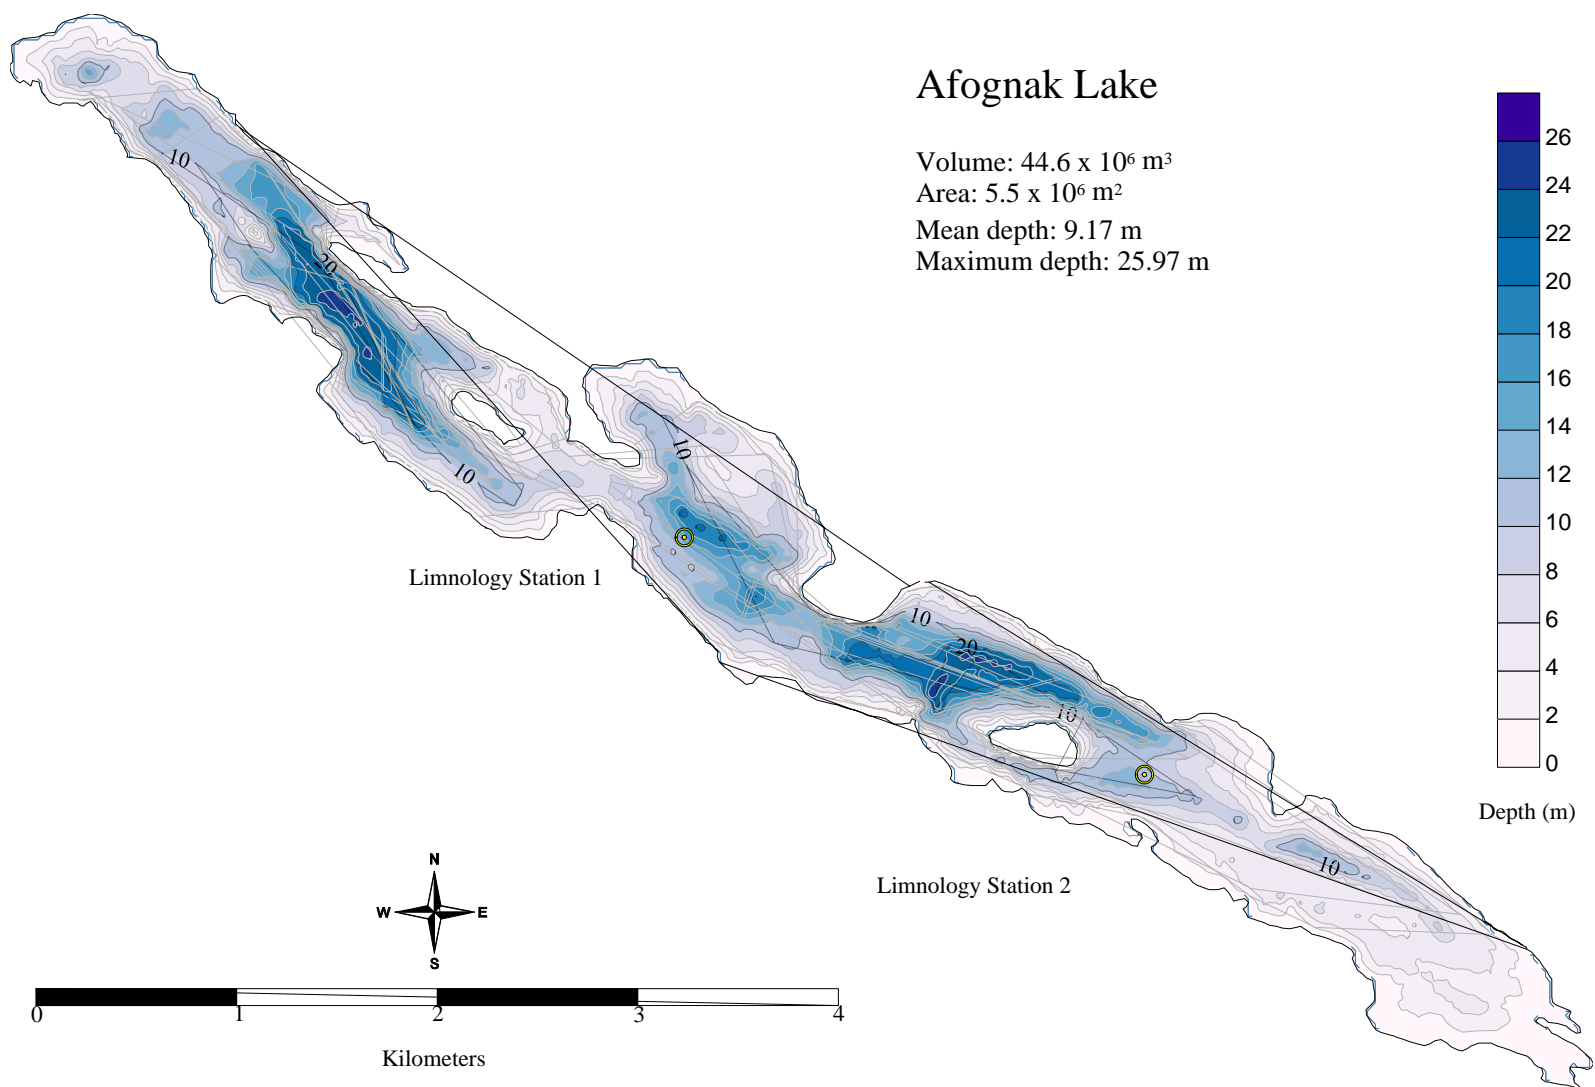 Afognak Lake
Volume: 44.6 x 10⁶ m³
Area: 5.5 x 10⁶ m²
Mean depth: 9.17 m
Maximum depth: 25.97 m
26
24
22
20
18
16
14
12
10
8
6
4
2
0
Depth (m)
10
20
10
10
10
20
10
10
Limnology Station 1
Limnology Station 2
N
W
E
S
0
1
2
3
4
Kilometers